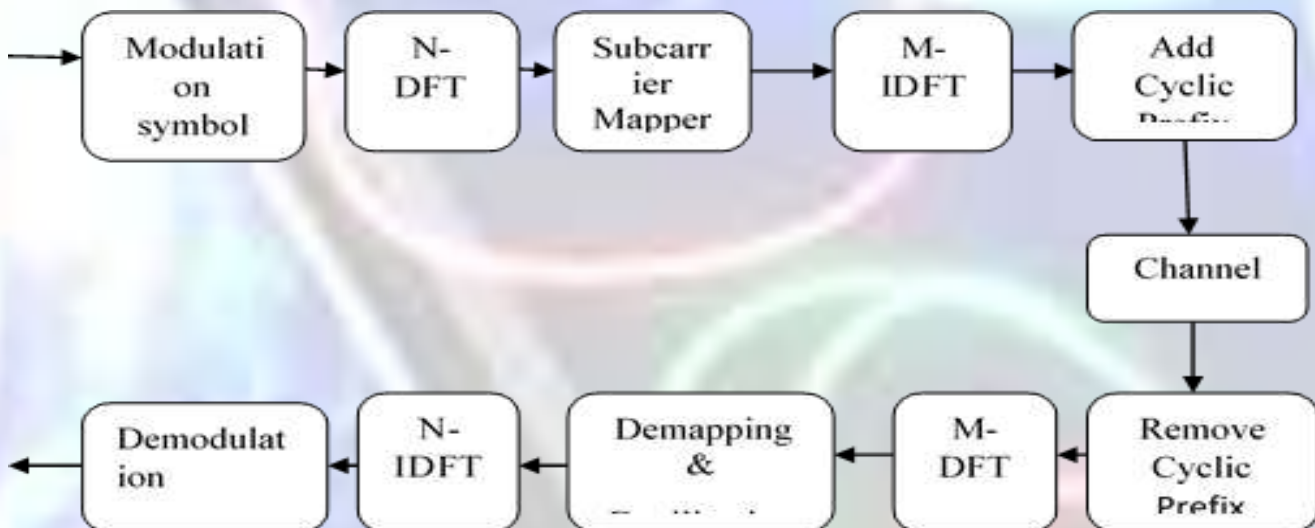 Modulati
on
symbol
N-
DFT
Subcarr
ier
Mapper
M-
IDFT
Add
Cyclic
Prefix
Channel
Remove
Cyclic
Prefix
M-
DFT
Demapping
&
N-
IDFT
Demodulat
ion